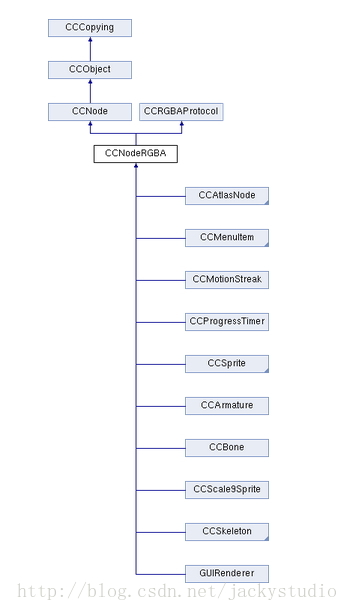 CCCopying
CCObject
CCNode
CCRGBAProtocol
CCNodeRGBA
CCAtlasNode
CCMenuItem
CCMotionStreak
CCProgressTimer
CCSprite
CCArmature
CCBone
CCScale9Sprite
CCSkeleton
GUIRenderer
http://blog.csdn.net/jackystudio